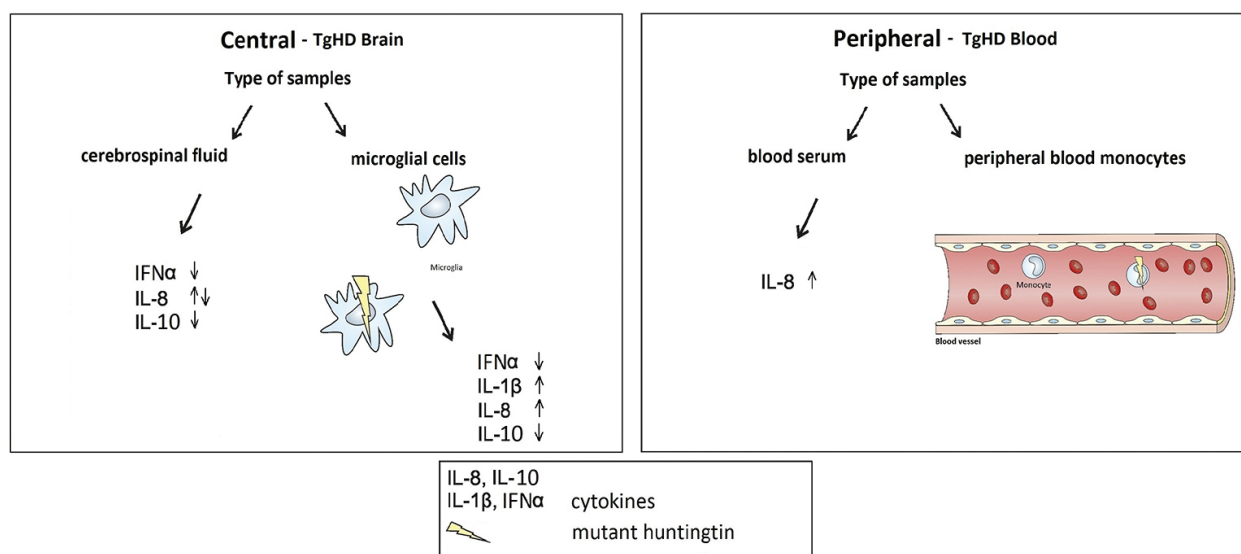 Central - TgHD Brain
Type of samples
cerebrospinal fluid
microglial cells
Microglia
IFNα ↓
IL-8 ↑↓
IL-10 ↓
IFNα ↓
IL-1β ↑
IL-8 ↑
IL-10 ↓
Peripheral - TgHD Blood
Type of samples
blood serum
peripheral blood monocytes
IL-8 ↑
Monocyte
Blood vessel
IL-8, IL-10
IL-1β, IFNα cytokines
mutant huntingtin